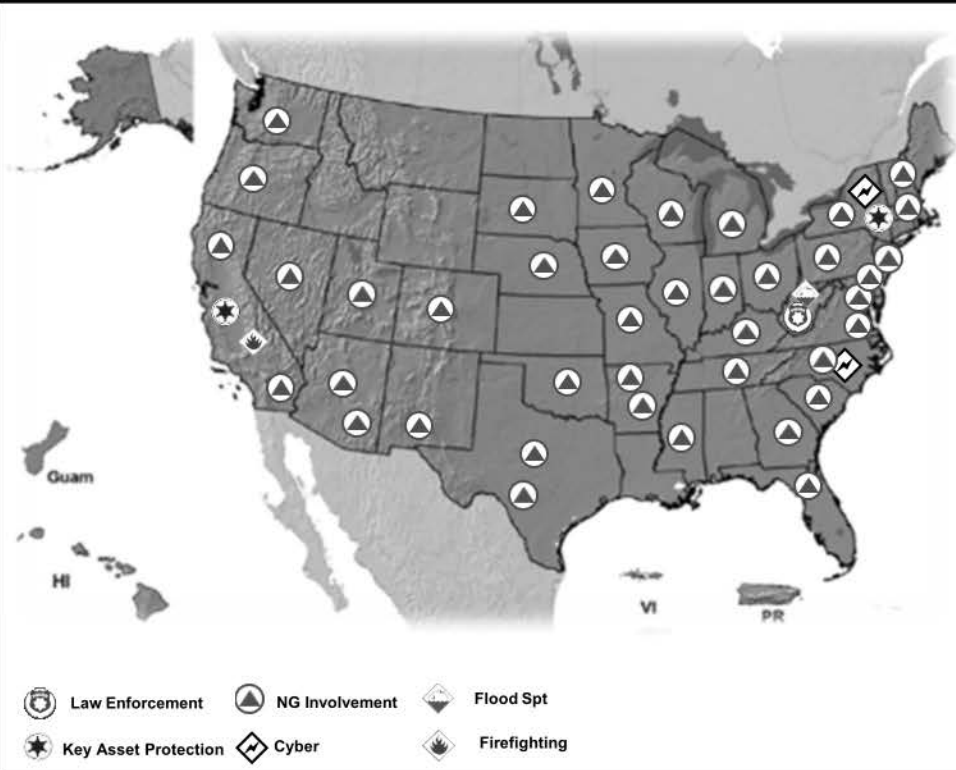 Guam
HI
VI
PR
Law Enforcement
NG Involvement
Flood Spt
Key Asset Protection
Cyber
Firefighting